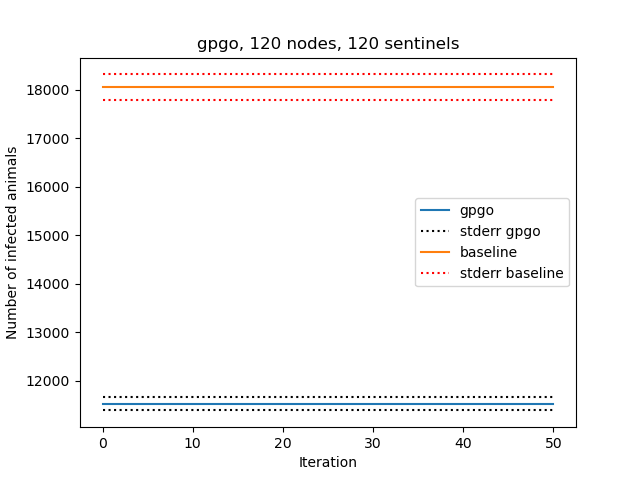 gpgo, 120 nodes, 120 sentinels
Number of infected animals
18000
17000
16000
15000
14000
13000
12000
gpgo
stderr gpgo
baseline
stderr baseline
0
10
20
30
40
50
Iteration